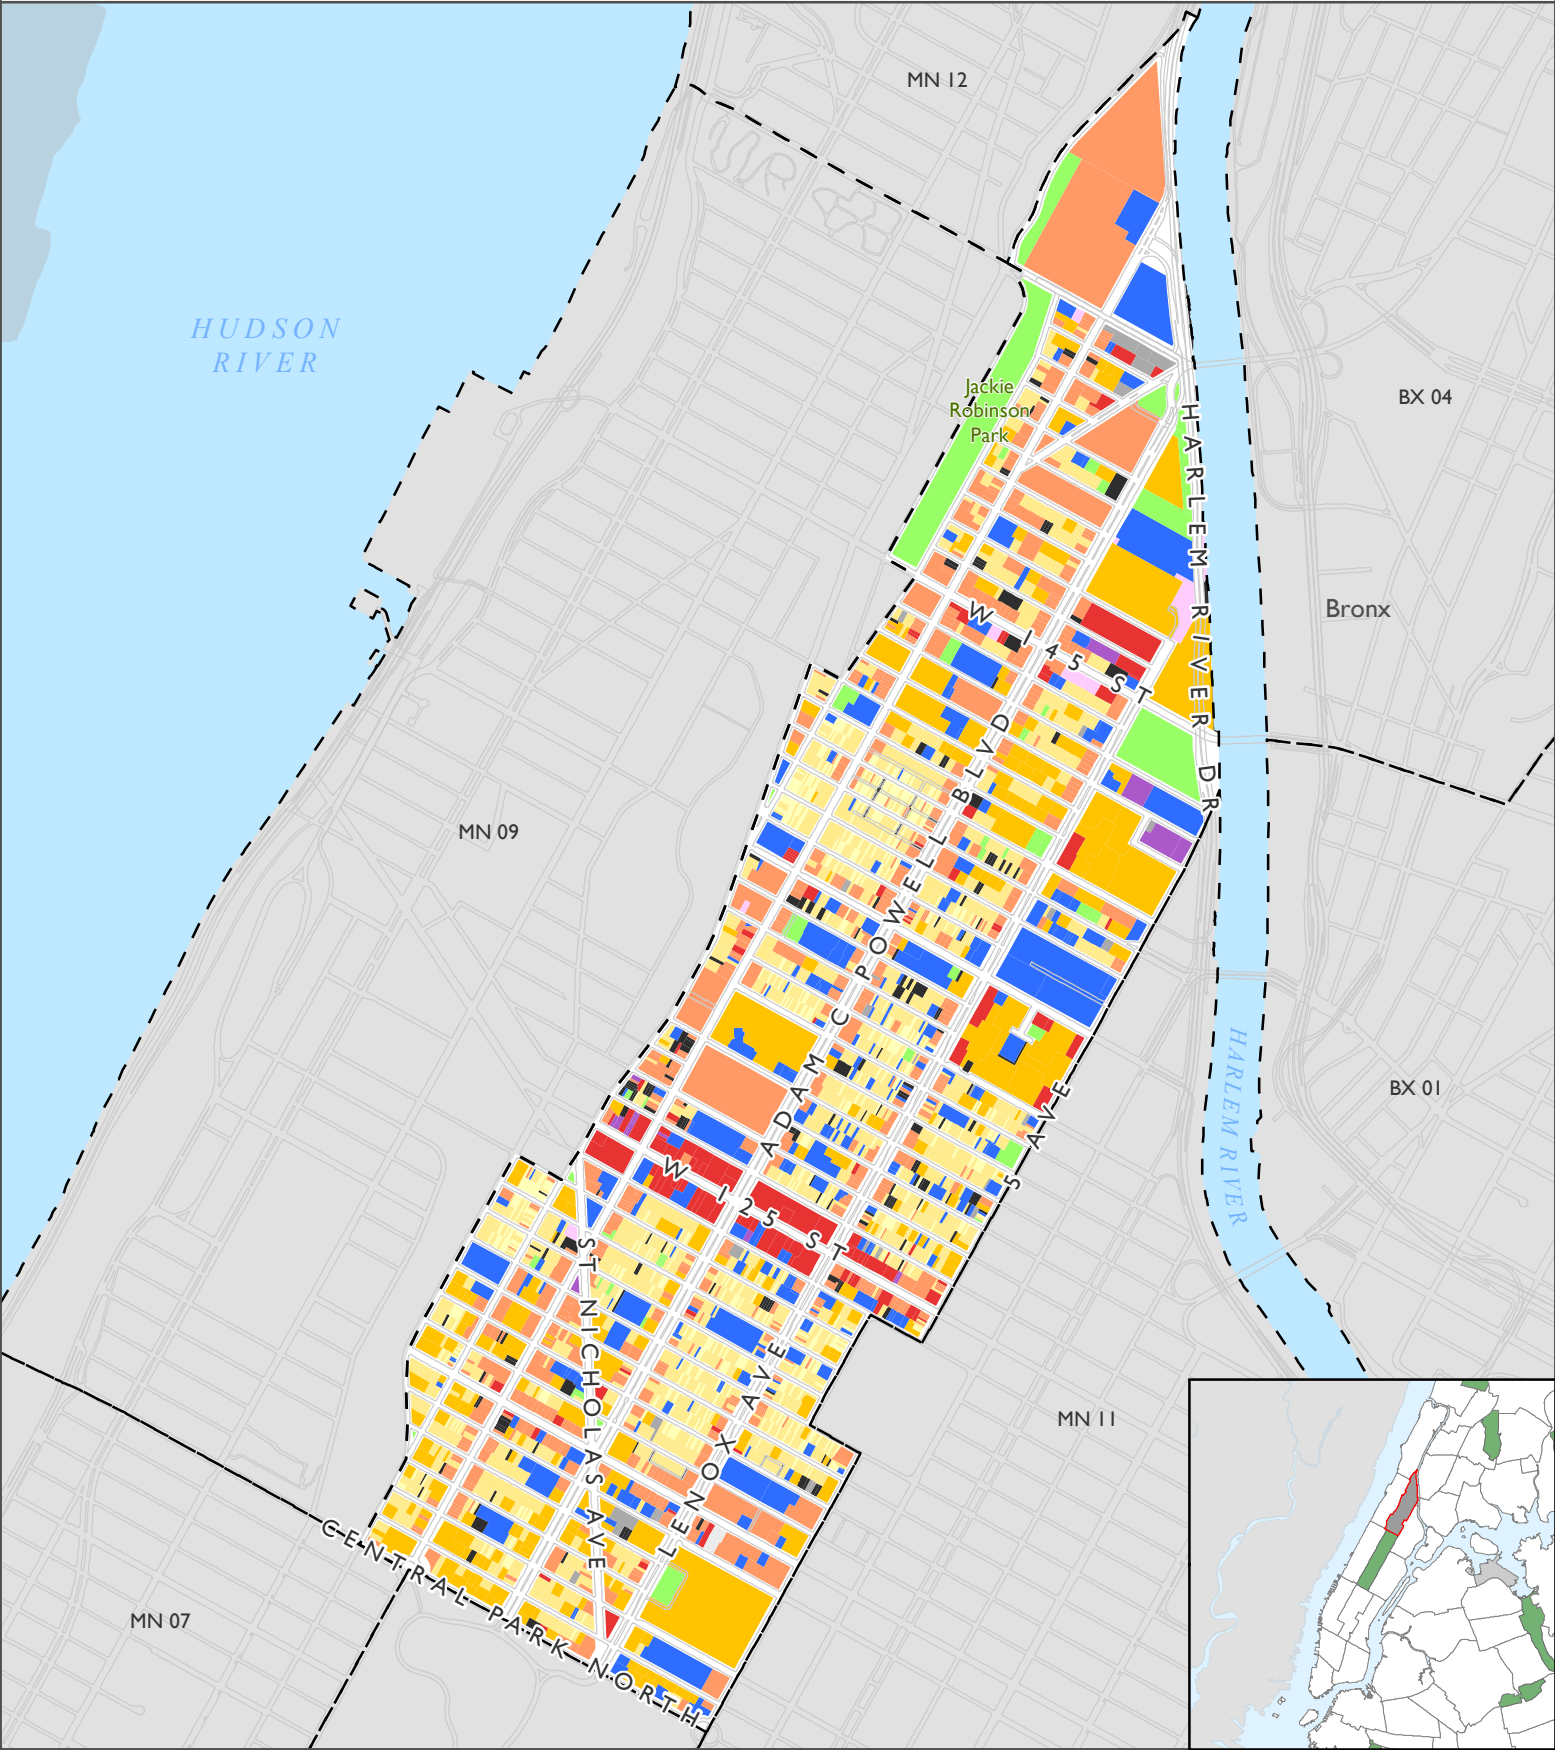 MN 12
HUDSON
RIVER
Jackie
Robinson
Park
BX 04
HARLEM RIVER DR
W 145 ST
Bronx
MN 09
ADAM C POWELL BLVD
HARLEM RIVER
BX 01
5 AVE
W 125 ST
ST NICHOLAS AVE
LENOX AVE
MN 11
CENTRAL PARK NORTH
MN 07